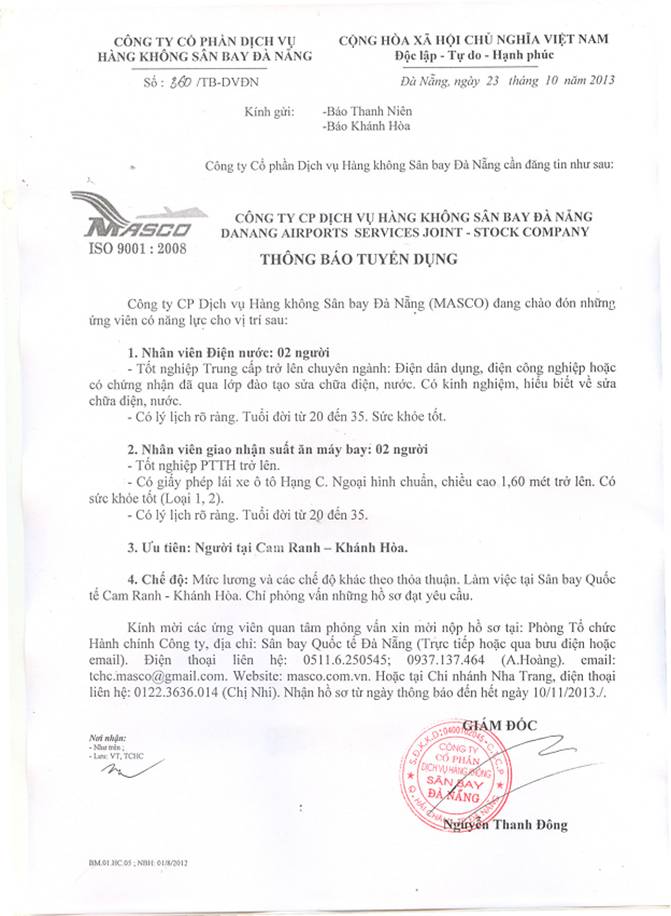 CÔNG TY CỔ PHẦN DỊCH VỤ
HÀNG KHÔNG SÂN BAY ĐÀ NẴNG
Số : 260 /TB-DVĐN
CỘNG HÒA XÃ HỘI CHỦ NGHĨA VIỆT NAM
Độc lập - Tự do - Hạnh phúc
Đà Nẵng, ngày 23 tháng 10 năm 2013
Kính gửi: -Báo Thanh Niên
-Báo Khánh Hòa
Công ty Cổ phần Dịch vụ Hàng không Sân bay Đà Nẵng cần đăng tin như sau:
MASCO
ISO 9001 : 2008
CÔNG TY CP DỊCH VỤ HÀNG KHÔNG SÂN BAY ĐÀ NẴNG
DANANG AIRPORTS SERVICES JOINT - STOCK COMPANY
THÔNG BÁO TUYỂN DỤNG
Công ty CP Dịch vụ Hàng không Sân bay Đà Nẵng (MASCO) đang chào đón những
ứng viên có năng lực cho vị trí sau:
1. Nhân viên Điện nước: 02 người
- Tốt nghiệp Trung cấp trở lên chuyên ngành: Điện dân dụng, điện công nghiệp hoặc
có chứng nhận đã qua lớp đào tạo sửa chữa điện, nước. Có kinh nghiệm, hiểu biết về sửa
chữa điện, nước.
- Có lý lịch rõ ràng. Tuổi đời từ 20 đến 35. Sức khỏe tốt.
2. Nhân viên giao nhận suất ăn máy bay: 02 người
- Tốt nghiệp PTTH trở lên.
- Có giấy phép lái xe ô tô Hạng C. Ngoại hình chuẩn, chiều cao 1,60 mét trở lên. Có
sức khỏe tốt (Loại 1, 2).
- Có lý lịch rõ ràng. Tuổi đời từ 20 đến 35.
3. Ưu tiên: Người tại Cam Ranh – Khánh Hòa.
4. Chế độ: Mức lương và các chế độ khác theo thỏa thuận. Làm việc tại Sân bay Quốc
tế Cam Ranh - Khánh Hòa. Chỉ phỏng vấn những hồ sơ đạt yêu cầu.
Kính mời các ứng viên quan tâm phỏng vấn xin mời nộp hồ sơ tại: Phòng Tổ chức
Hành chính Công ty, địa chỉ: Sân bay Quốc tế Đà Nẵng (Trực tiếp hoặc qua bưu điện hoặc
email). Điện thoại liên hệ: 0511.6.250545; 0937.137.464 (A.Hoàng). email:
tchc.masco@gmail.com. Website: masco.com.vn. Hoặc tại Chi nhánh Nha Trang, điện thoại
liên hệ: 0122.3636.014 (Chị Nhi). Nhận hồ sơ từ ngày thông báo đến hết ngày 10/11/2013./.
Nơi nhận:
- Như trên ;
- Lưu: VT, TCHC
GIÁM ĐỐC
S.Đ.K.K.D: 0400102045 - C.T.C.P
CÔNG TY
CỔ PHẦN
DỊCH VỤ HÀNG KHÔNG
SÂN BAY
ĐÀ NẴNG
Nguyễn Thanh Đông
BM.01.HC.05 ; NBH: 01/8/2012